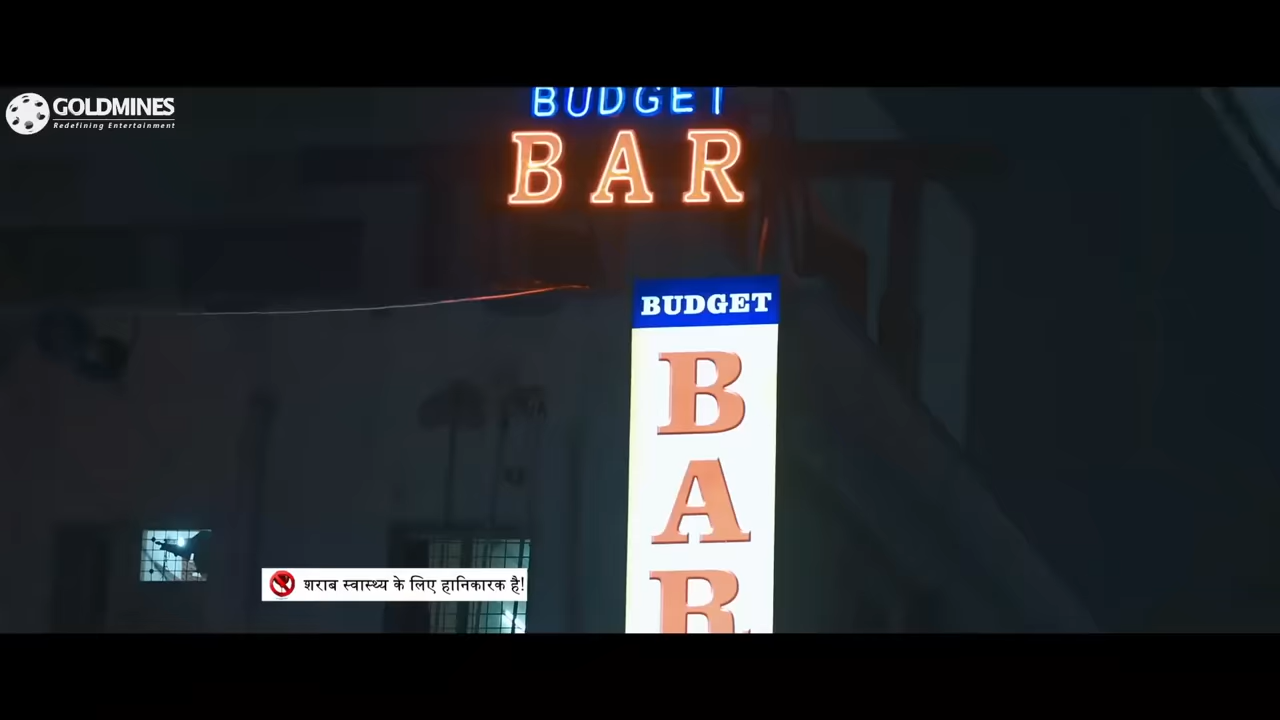 GOLDMINES
Redefining Entertainment
BUDGET
BAR
BUDGET
B
A
R
शराब स्वास्थ्य के लिए हानिकारक है!